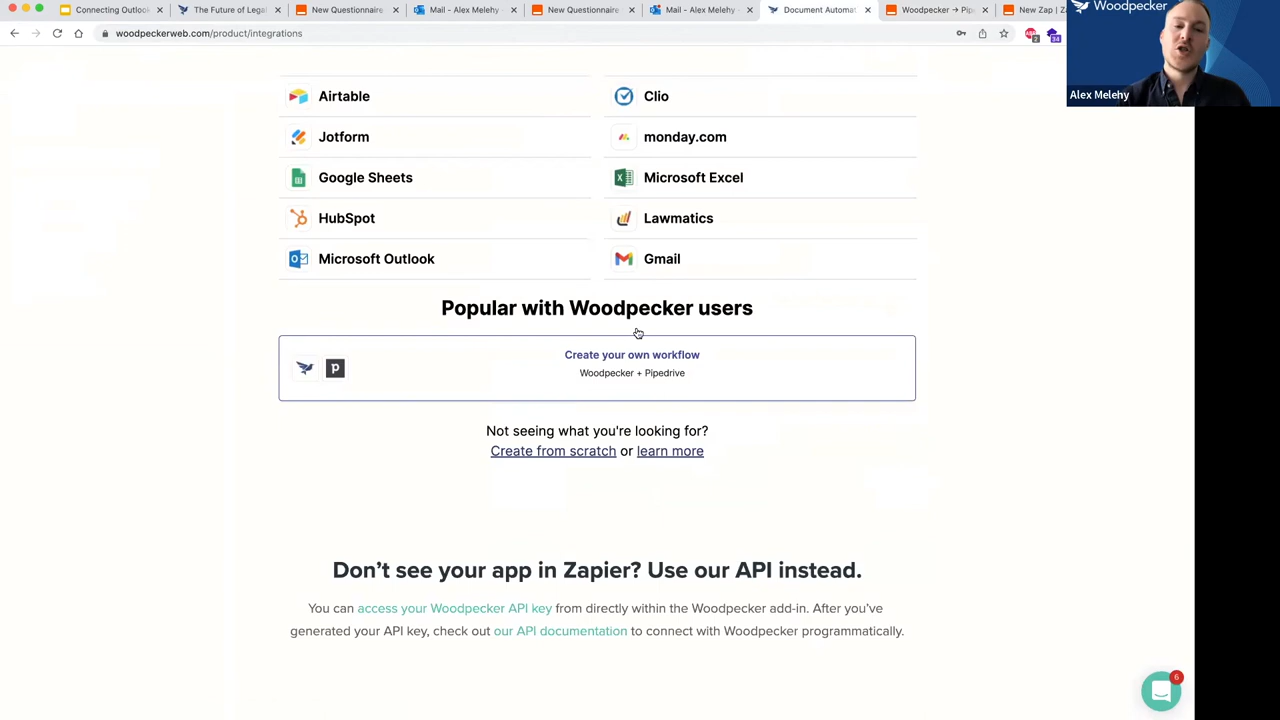 Connecting Outlook
The Future of Legal
New Questionnaire
Mail - Alex Melehy
New Questionnaire
Mail - Alex Melehy
Document Automat
Woodpecker → Pip
New Zap | Z
woodpeckerweb.com/product/integrations
2
34
Woodpecker
Alex Melehy
Airtable
Clio
Jotform
monday.com
Google Sheets
Microsoft Excel
HubSpot
Lawmatics
Microsoft Outlook
Gmail
Popular with Woodpecker users
Create your own workflow
Woodpecker + Pipedrive
Not seeing what you're looking for?
Create from scratch or learn more
Don’t see your app in Zapier? Use our API instead.
You can access your Woodpecker API key from directly within the Woodpecker add-in. After you’ve
generated your API key, check out our API documentation to connect with Woodpecker programmatically.
6